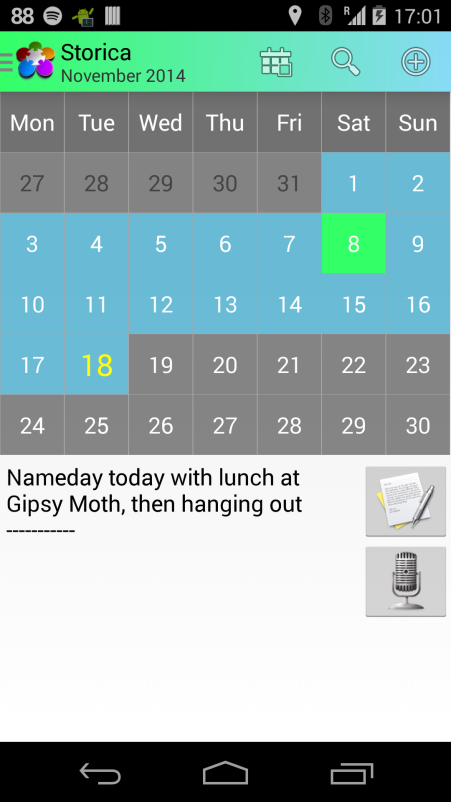 88 R 17:01
Storica
November 2014
Mon Tue Wed Thu Fri Sat Sun
27 28 29 30 31 1 2
3 4 5 6 7 8 9
10 11 12 13 14 15 16
17 18 19 20 21 22 23
24 25 26 27 28 29 30
Nameday today with lunch at
Gipsy Moth, then hanging out
-----------